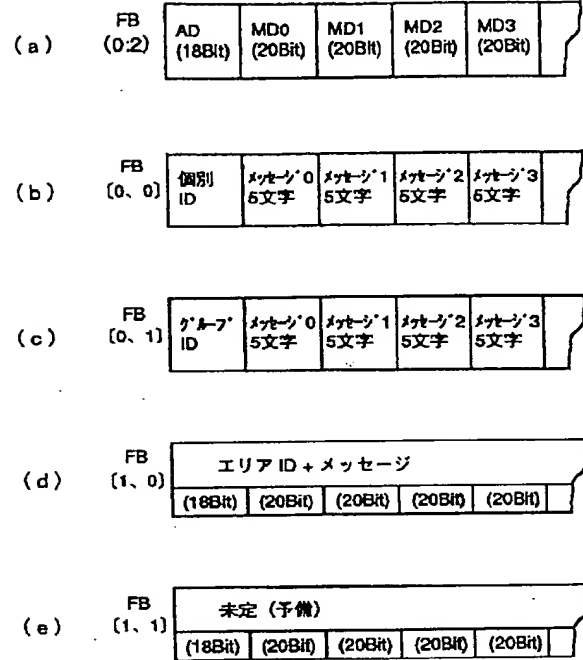 (a) FB (0:2)
AD (18Bit) MD0 (20Bit) MD1 (20Bit) MD2 (20Bit) MD3 (20Bit)
(b) FB [0、0]
個別 ID メッセージ0 5文字 メッセージ1 5文字 メッセージ2 5文字 メッセージ3 5文字
(c) FB [0、1]
グループ ID メッセージ0 5文字 メッセージ1 5文字 メッセージ2 5文字 メッセージ3 5文字
(d) FB [1、0]
エリア ID + メッセージ
(18Bit) (20Bit) (20Bit) (20Bit) (20Bit)
(e) FB [1、1]
未定 (予備)
(18Bit) (20Bit) (20Bit) (20Bit) (20Bit)